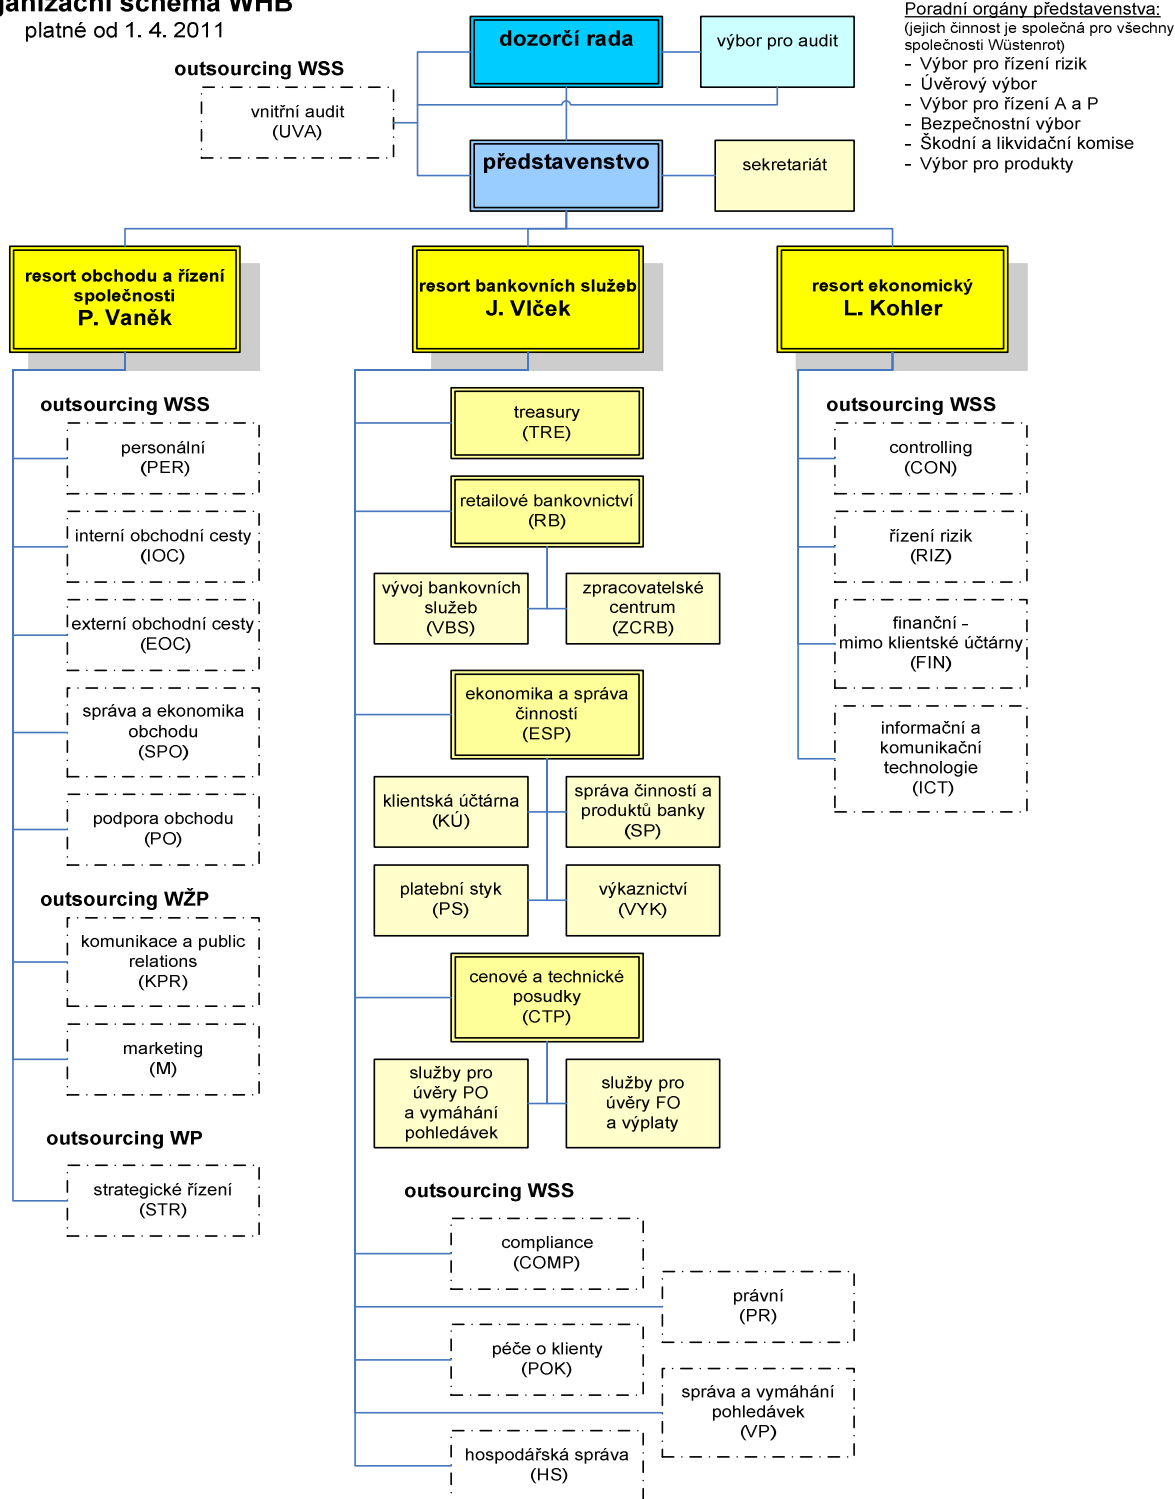 ganizační schéma WHB
platné od 1. 4. 2011
Poradní orgány představenstva:
(jejich činnost je společná pro všechny
společnosti Wüstenrot)
- Výbor pro řízení rizik
- Úvěrový výbor
- Výbor pro řízení A a P
- Bezpečnostní výbor
- Škodní a likvidační komise
- Výbor pro produkty
dozorčí rada
výbor pro audit
outsourcing WSS
vnitřní audit
(UVA)
představenstvo
sekretariát
resort obchodu a řízení
společnosti
P. Vaněk
resort bankovních služeb
J. Vlček
resort ekonomický
L. Kohler
outsourcing WSS
personální
(PER)
interní obchodní cesty
(IOC)
externí obchodní cesty
(EOC)
správa a ekonomika
obchodu
(SPO)
podpora obchodu
(PO)
outsourcing WŽP
komunikace a public
relations
(KPR)
marketing
(M)
outsourcing WP
strategické řízení
(STR)
treasury
(TRE)
retailové bankovnictví
(RB)
vývoj bankovních
služeb
(VBS)
zpracovatelské
centrum
(ZCRB)
ekonomika a správa
činností
(ESP)
klientská účtárna
(KÚ)
správa činností a
produktů banky
(SP)
platební styk
(PS)
výkaznictví
(VYK)
cenové a technické
posudky
(CTP)
služby pro
úvěry PO
a vymáhání
pohledávek
služby pro
úvěry FO
a výplaty
outsourcing WSS
compliance
(COMP)
právní
(PR)
péče o klienty
(POK)
správa a vymáhání
pohledávek
(VP)
hospodářská správa
(HS)
outsourcing WSS
controlling
(CON)
řízení rizik
(RIZ)
finanční -
mimo klientské účtárny
(FIN)
informační a
komunikační
technologie
(ICT)